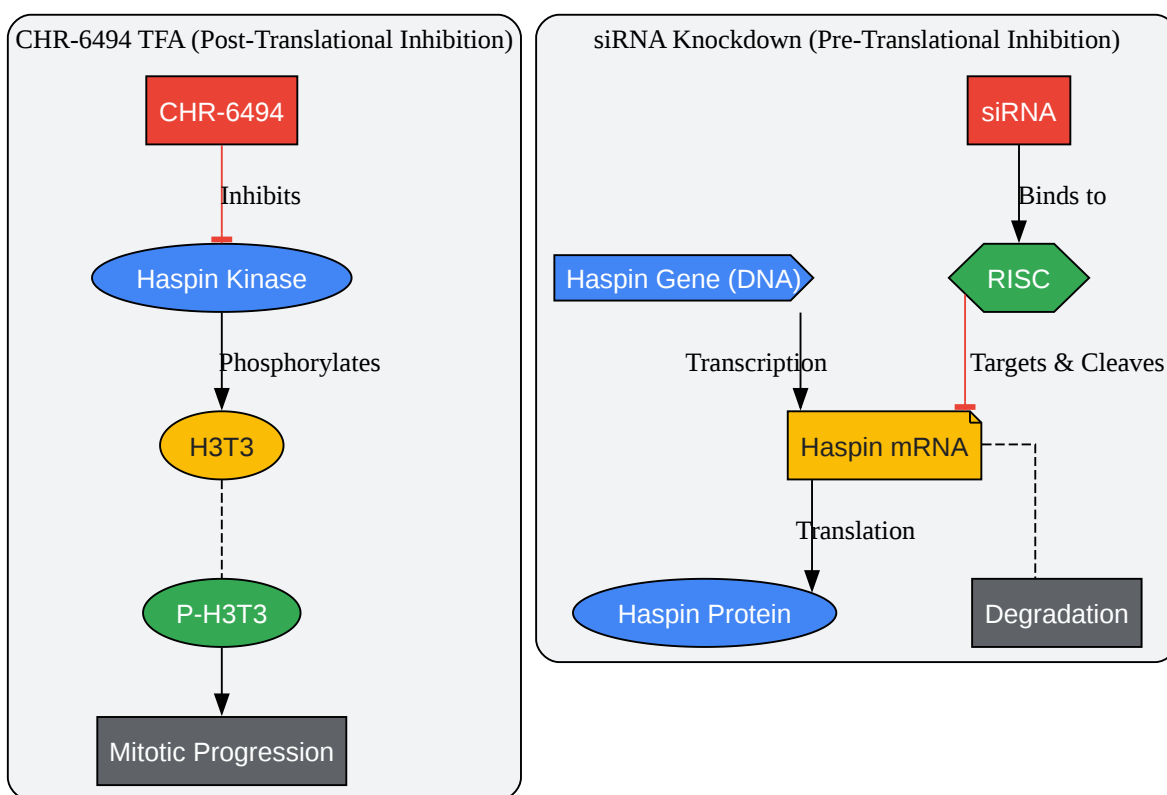 CHR-6494 TFA (Post-Translational Inhibition)
CHR-6494
Inhibits
Haspin Kinase
Phosphorylates
H3T3
P-H3T3
Mitotic Progression
siRNA Knockdown (Pre-Translational Inhibition)
siRNA
Binds to
Haspin Gene (DNA)
RISC
Transcription
Targets & Cleaves
Haspin mRNA
Translation
Haspin Protein
Degradation